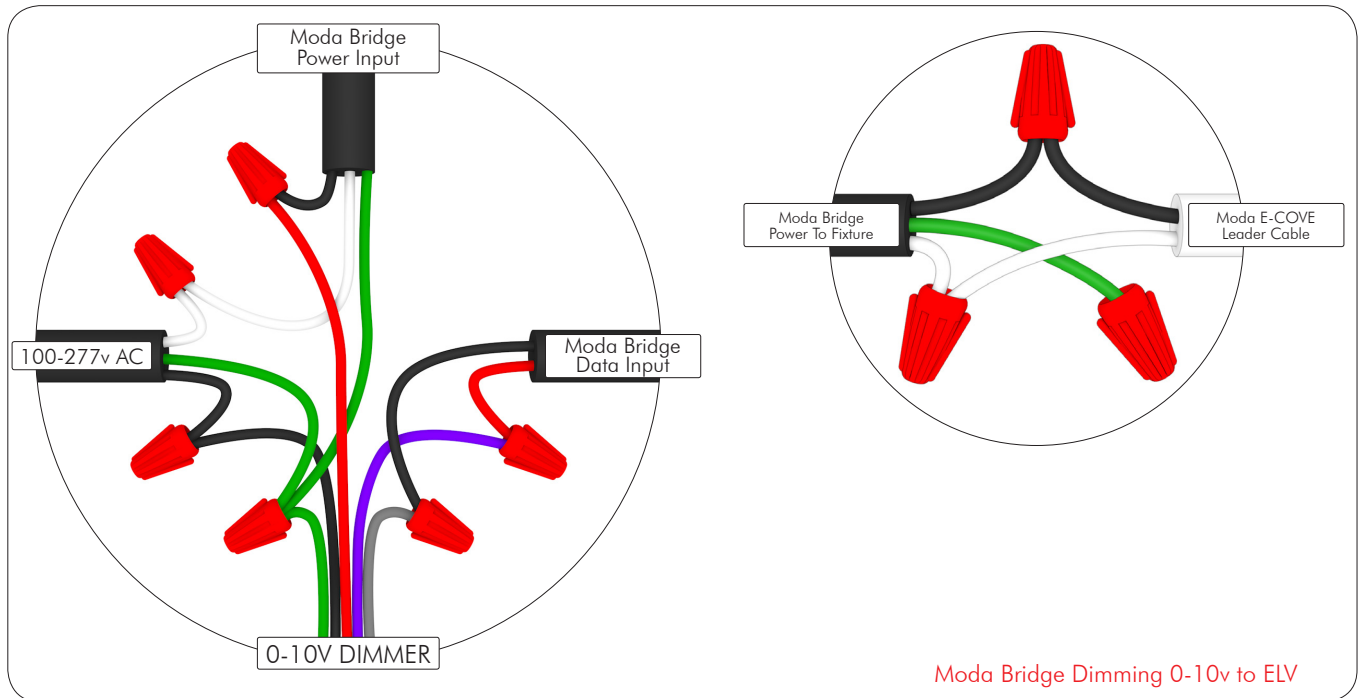 Moda Bridge
Power Input
100-277v AC
Moda Bridge
Data Input
0-10V DIMMER
Moda Bridge
Power To Fixture
Moda E-COVE
Leader Cable
Moda Bridge Dimming 0-10v to ELV